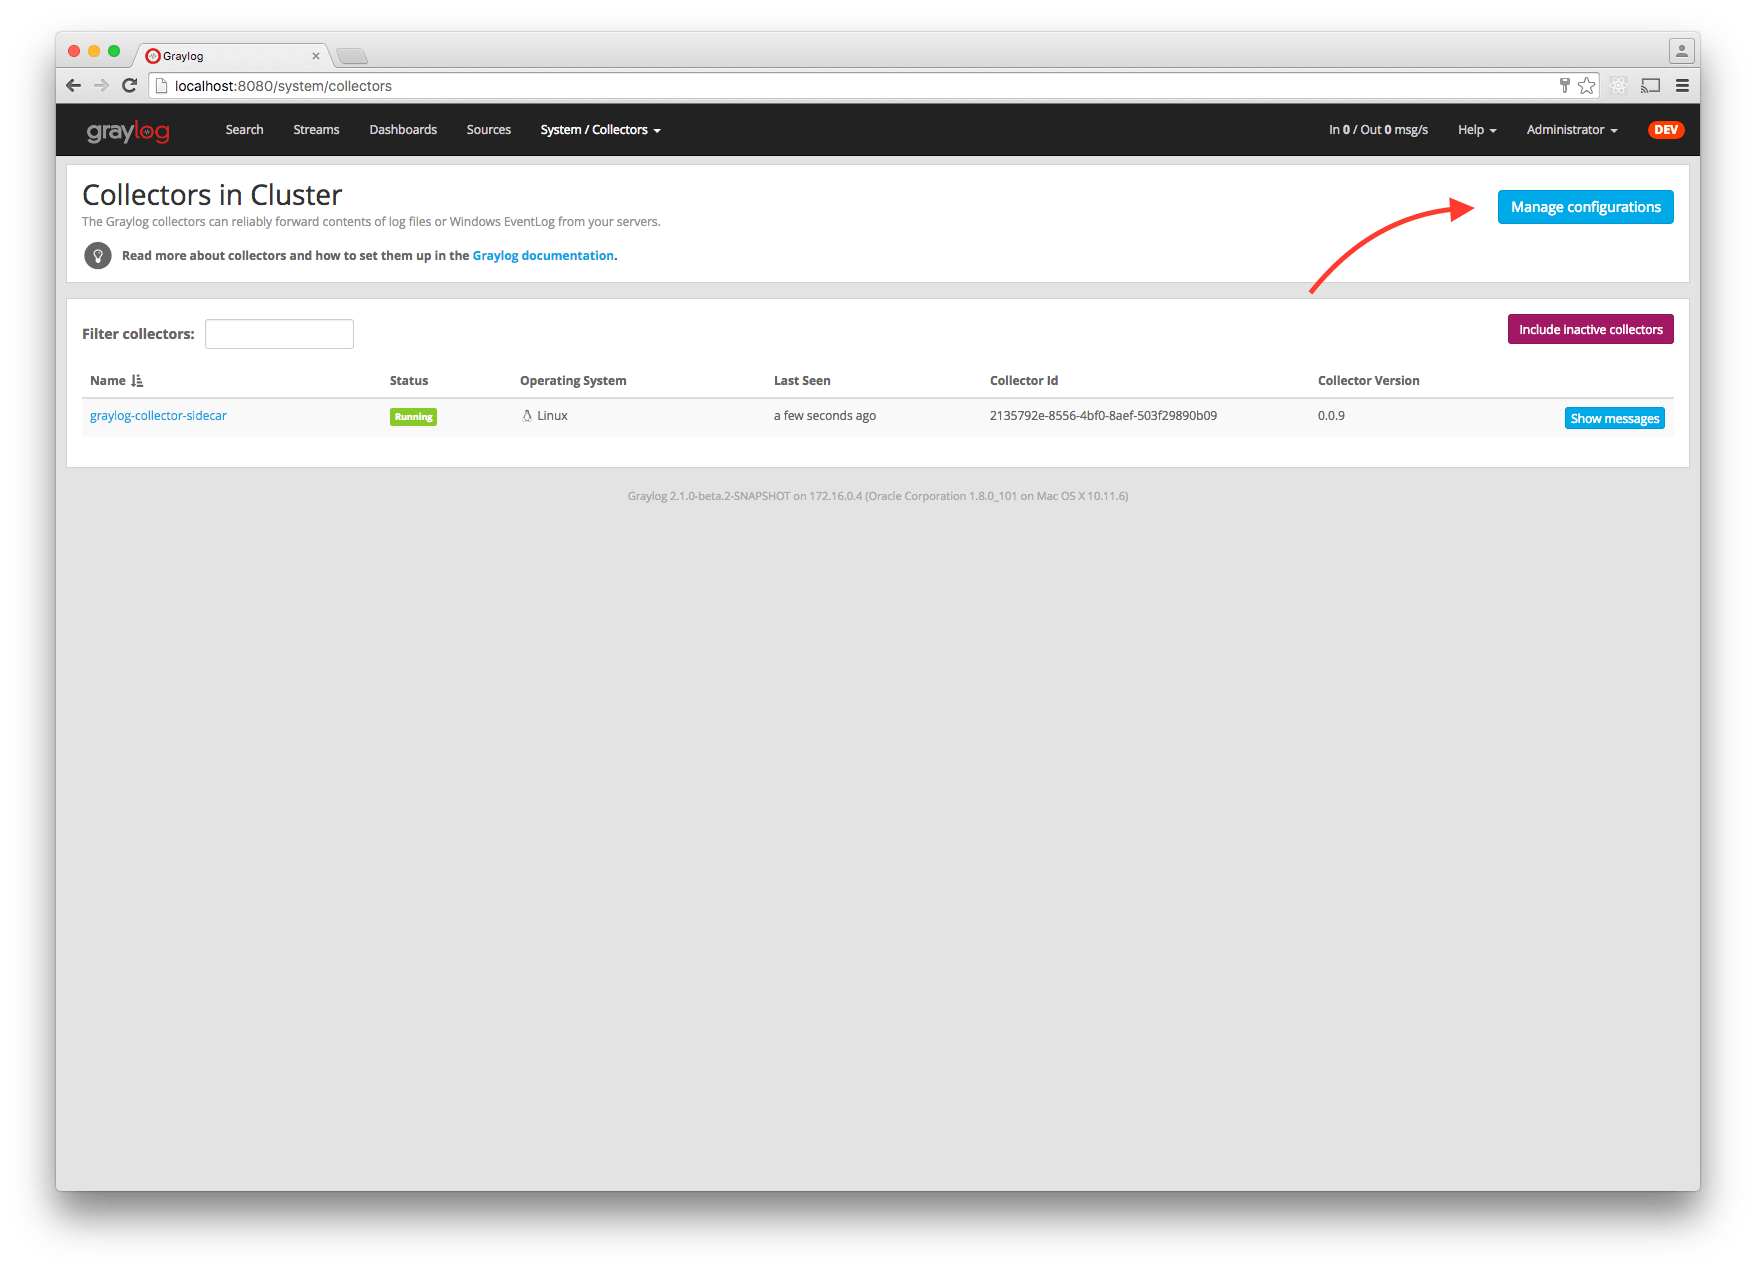 Graylog
localhost:8080/system/collectors
graylog Search Streams Dashboards Sources System / Collectors In 0 / Out 0 msg/s Help Administrator DEV
Collectors in Cluster
The Graylog collectors can reliably forward contents of log files or Windows EventLog from your servers.
Manage configurations
Read more about collectors and how to set them up in the Graylog documentation.
Filter collectors:
Include inactive collectors
Name Status Operating System Last Seen Collector Id Collector Version
graylog-collector-sidecar Running Linux a few seconds ago 2135792e-8556-4bf0-8aef-503f29890b09 0.0.9 Show messages
Graylog 2.1.0-beta.2-SNAPSHOT on 172.16.0.4 (Oracle Corporation 1.8.0_101 on Mac OS X 10.11.6)